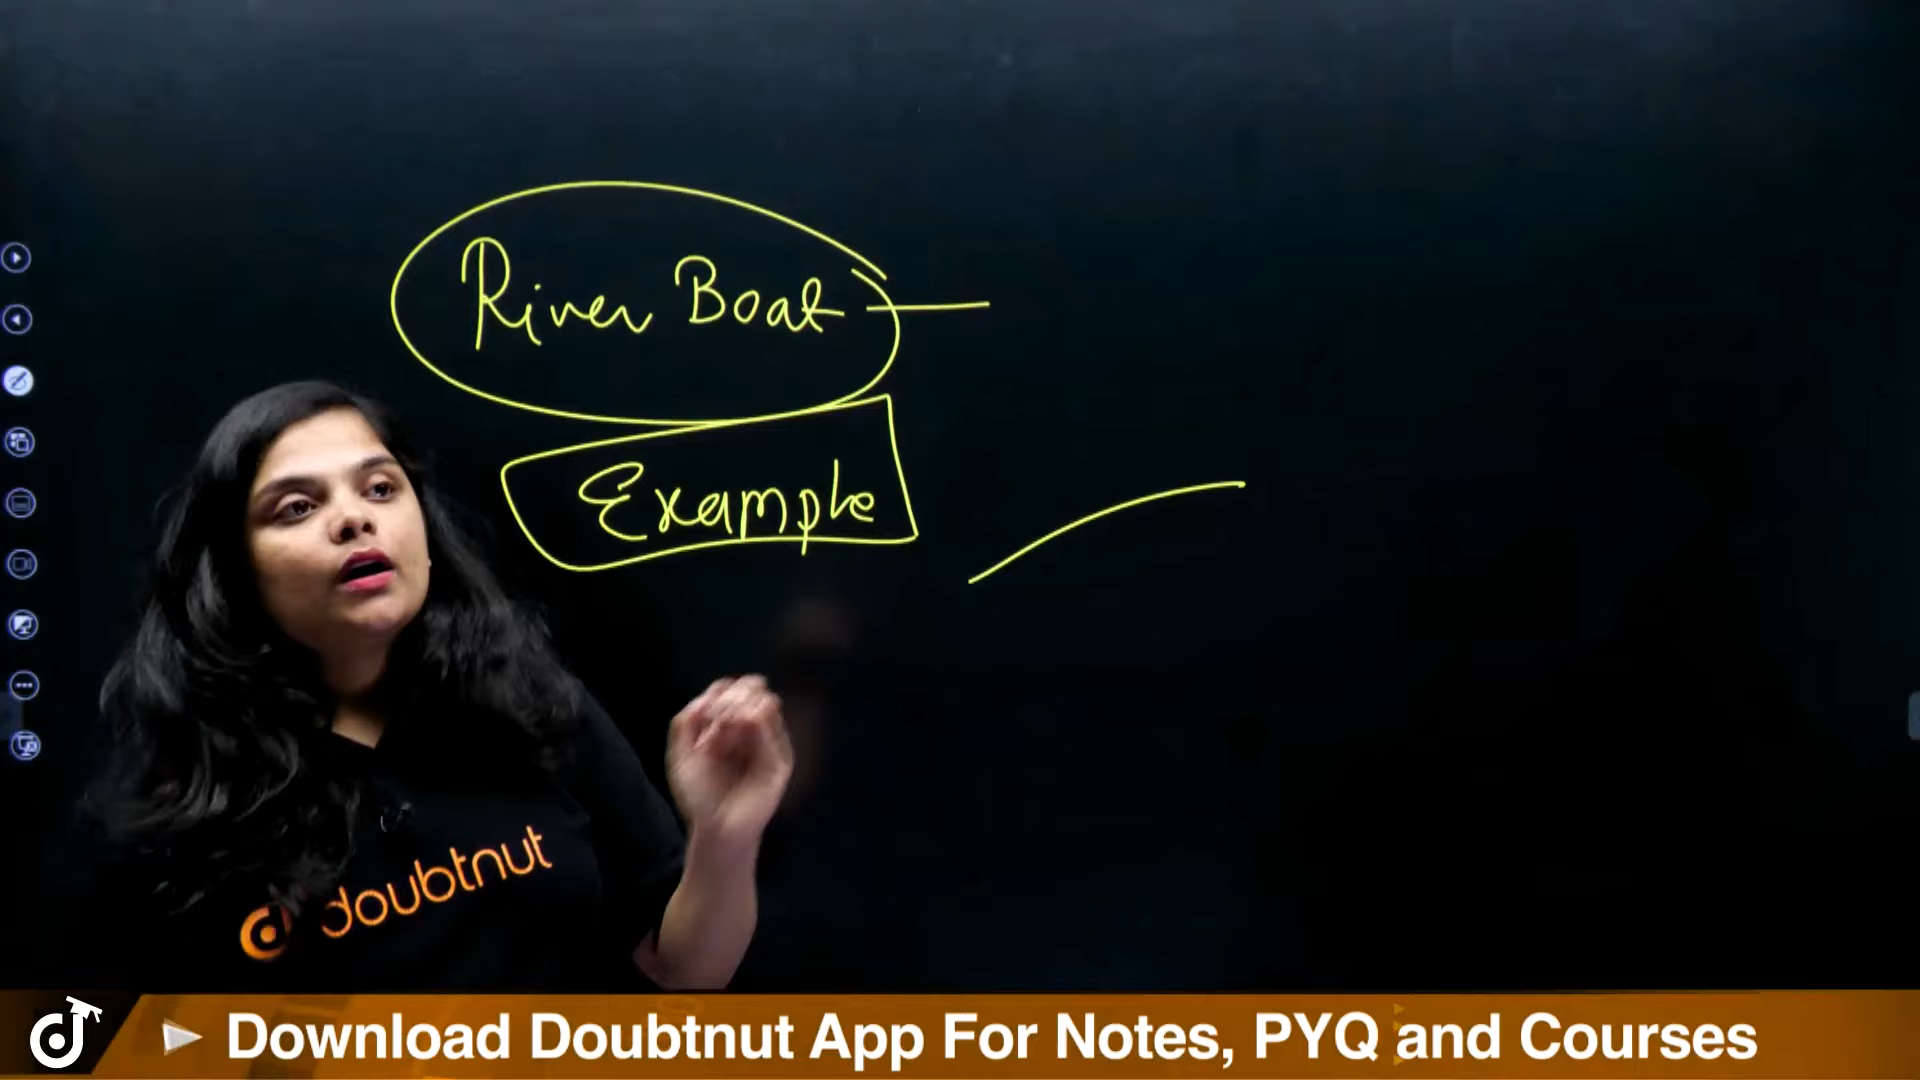 River Boat
Example
doubtnut
Download Doubtnut App For Notes, PYQ and Courses